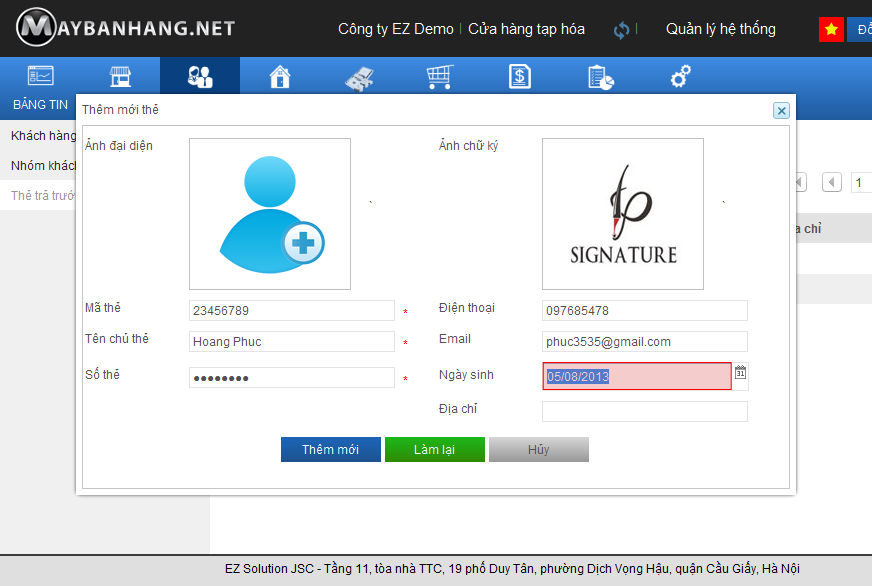 MAYBANHANG.NET
Công ty EZ Demo | Cửa hàng tạp hóa | Quản lý hệ thống
BẢNG TIN
Thêm mới thẻ
Khách hàng
Nhóm khách
Thẻ trả trước
Ảnh đại diện
Ảnh chữ ký
SIGNATURE
1
a chỉ
Mã thẻ 23456789 * Điện thoại 097685478
Tên chủ thẻ Hoang Phuc * Email phuc3535@gmail.com
Số thẻ •••••••• * Ngày sinh 05/08/2013 31
Địa chỉ
Thêm mới Làm lại Hủy
EZ Solution JSC - Tầng 11, tòa nhà TTC, 19 phố Duy Tân, phường Dịch Vọng Hậu, quận Cầu Giấy, Hà Nội